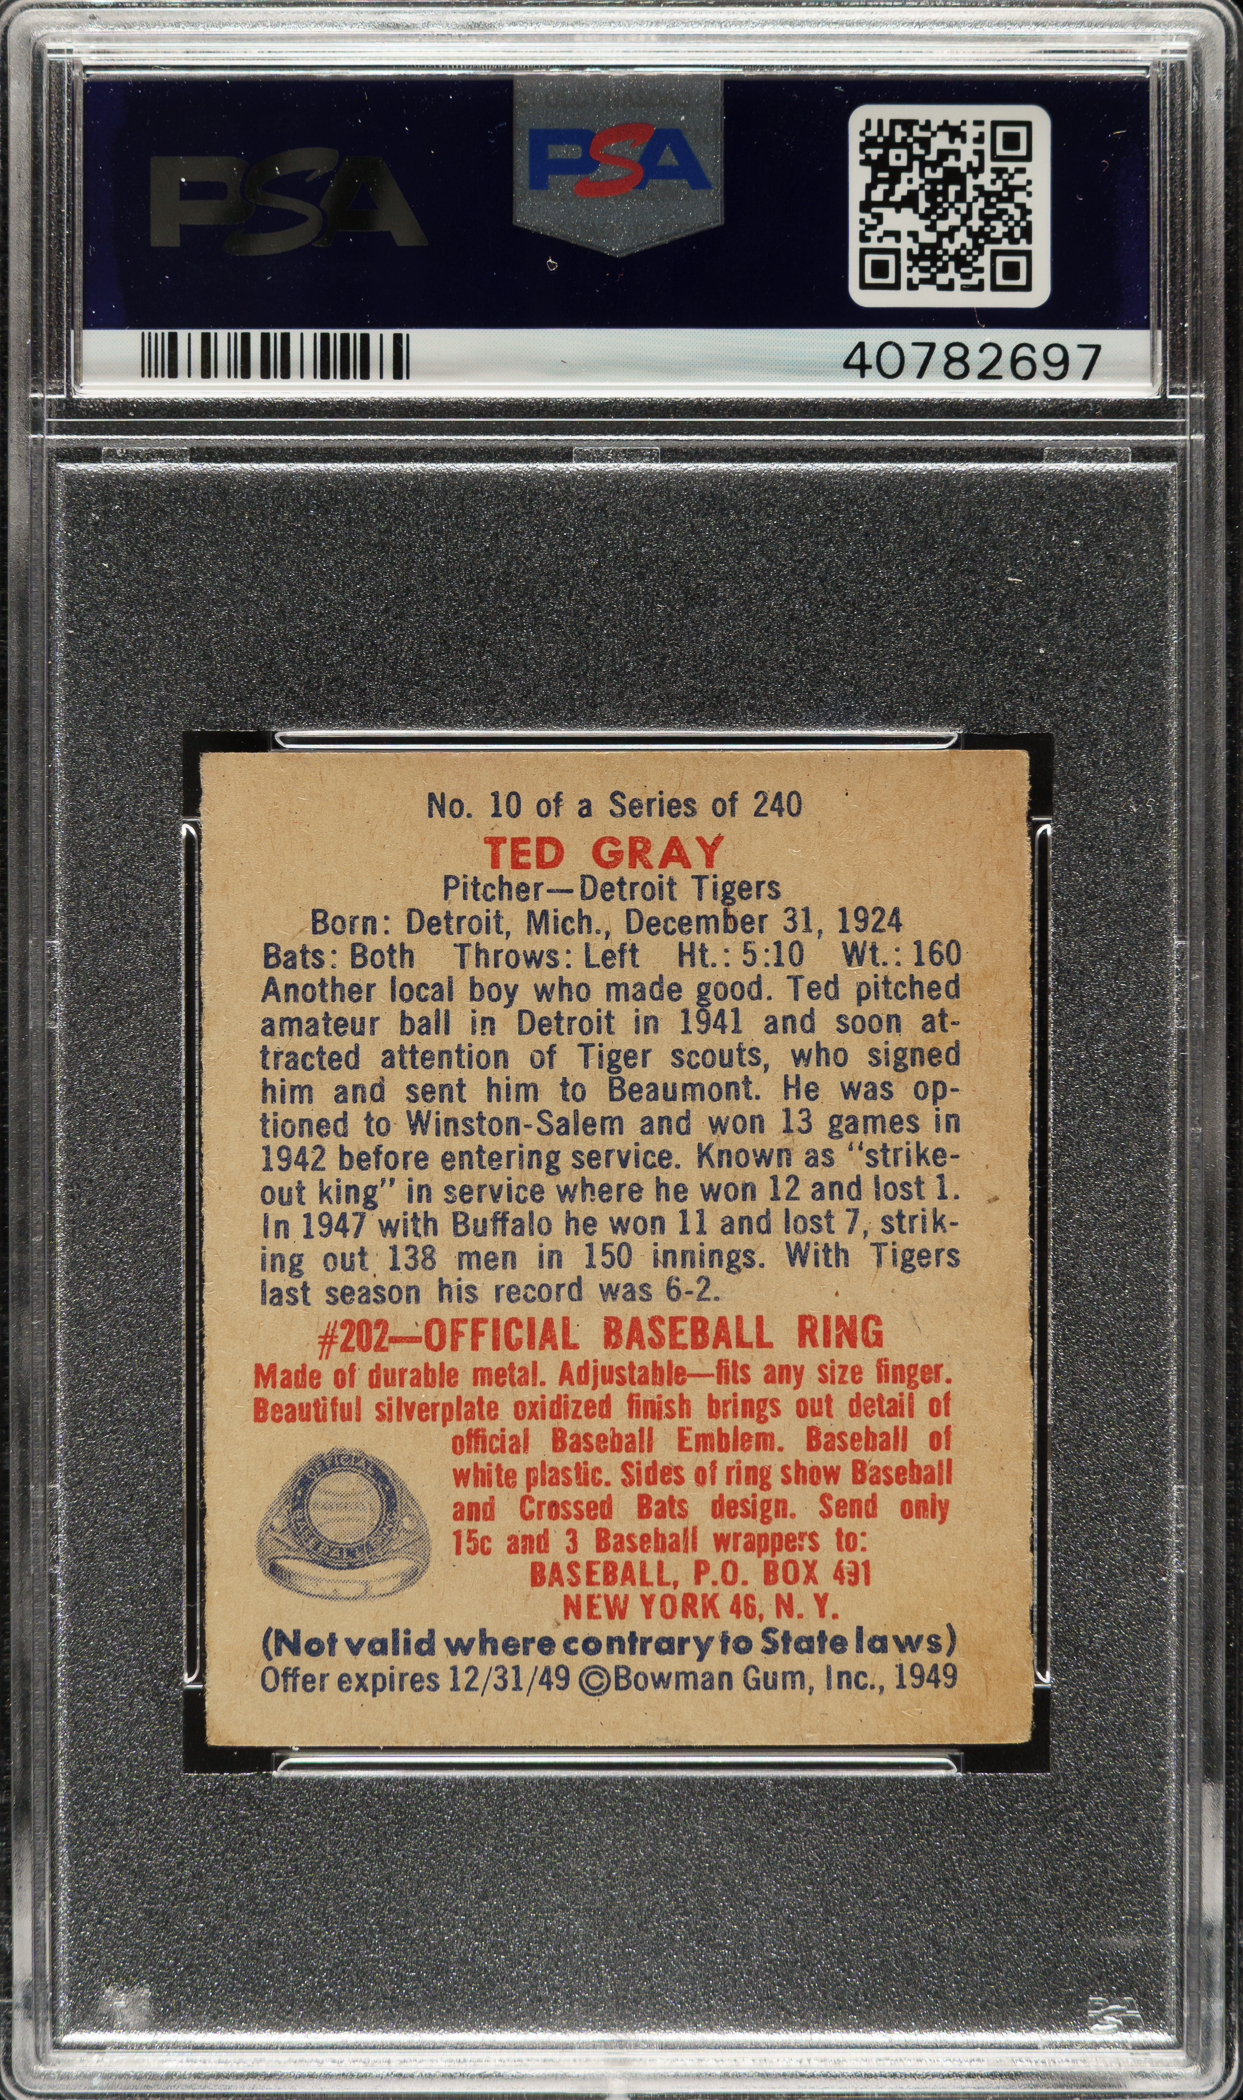 PSA
PSA
40782697
No. 10 of a Series of 240
TED GRAY
Pitcher—Detroit Tigers
Born: Detroit, Mich., December 31, 1924
Bats: Both Throws: Left Ht.: 5:10 Wt.: 160
Another local boy who made good. Ted pitched
amateur ball in Detroit in 1941 and soon at-
tracted attention of Tiger scouts, who signed
him and sent him to Beaumont. He was op-
tioned to Winston-Salem and won 13 games in
1942 before entering service. Known as "strike-
out king" in service where he won 12 and lost 1.
In 1947 with Buffalo he won 11 and lost 7, strik-
ing out 138 men in 150 innings. With Tigers
last season his record was 6-2.
#202—OFFICIAL BASEBALL RING
Made of durable metal. Adjustable—fits any size finger.
Beautiful silverplate oxidized finish brings out detail of
official Baseball Emblem. Baseball of
white plastic. Sides of ring show Baseball
and Crossed Bats design. Send only
15c and 3 Baseball wrappers to:
BASEBALL, P.O. BOX 491
NEW YORK 46, N. Y.
OFFICIAL
(Not valid where contrary to State laws)
Offer expires 12/31/49 ©Bowman Gum, Inc., 1949
PSA